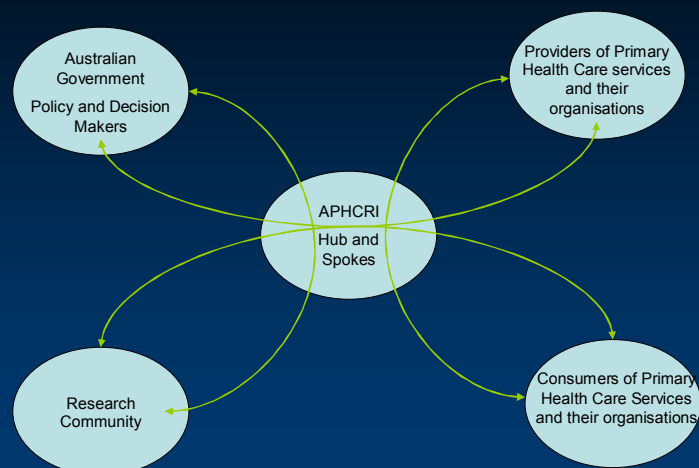 Australian
Government
Policy and Decision
Makers
Providers of Primary
Health Care services
and their
organisations
APHCRI
Hub and
Spokes
Research
Community
Consumers of Primary
Health Care Services
and their organisations